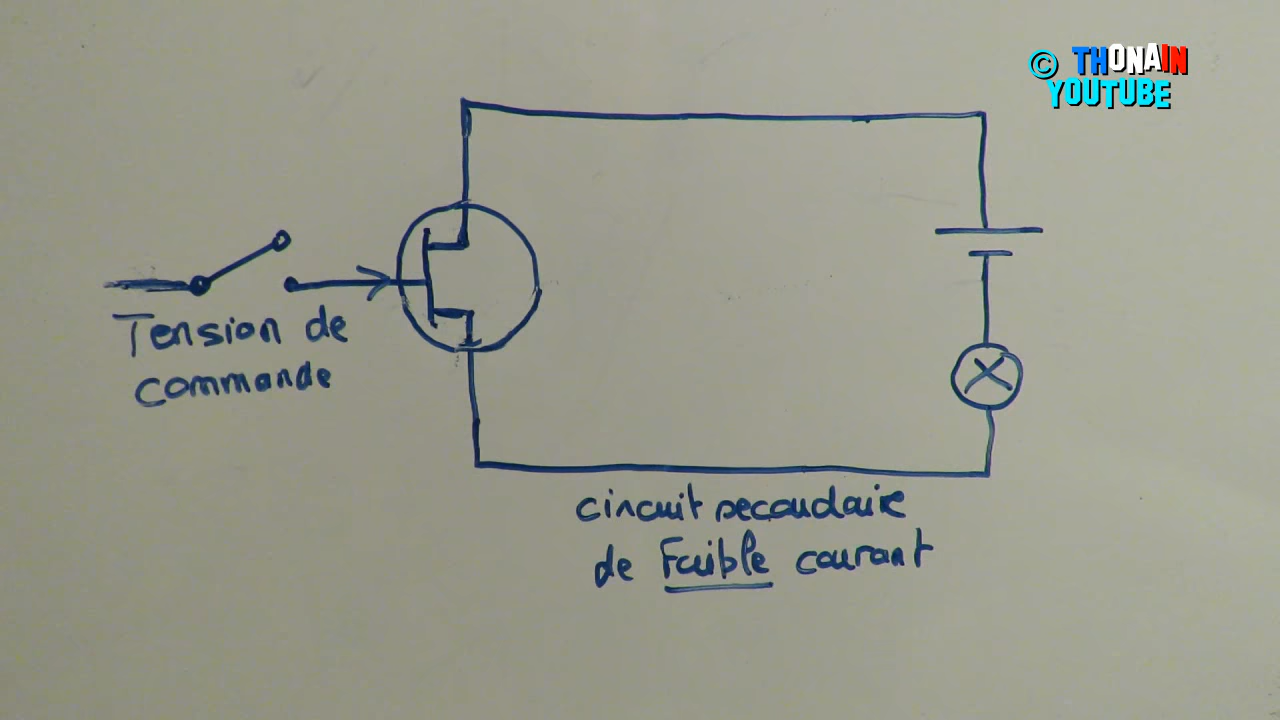 © THONAIN
YOUTUBE
Tension de
commande
circuit secondaire
de Faible courant